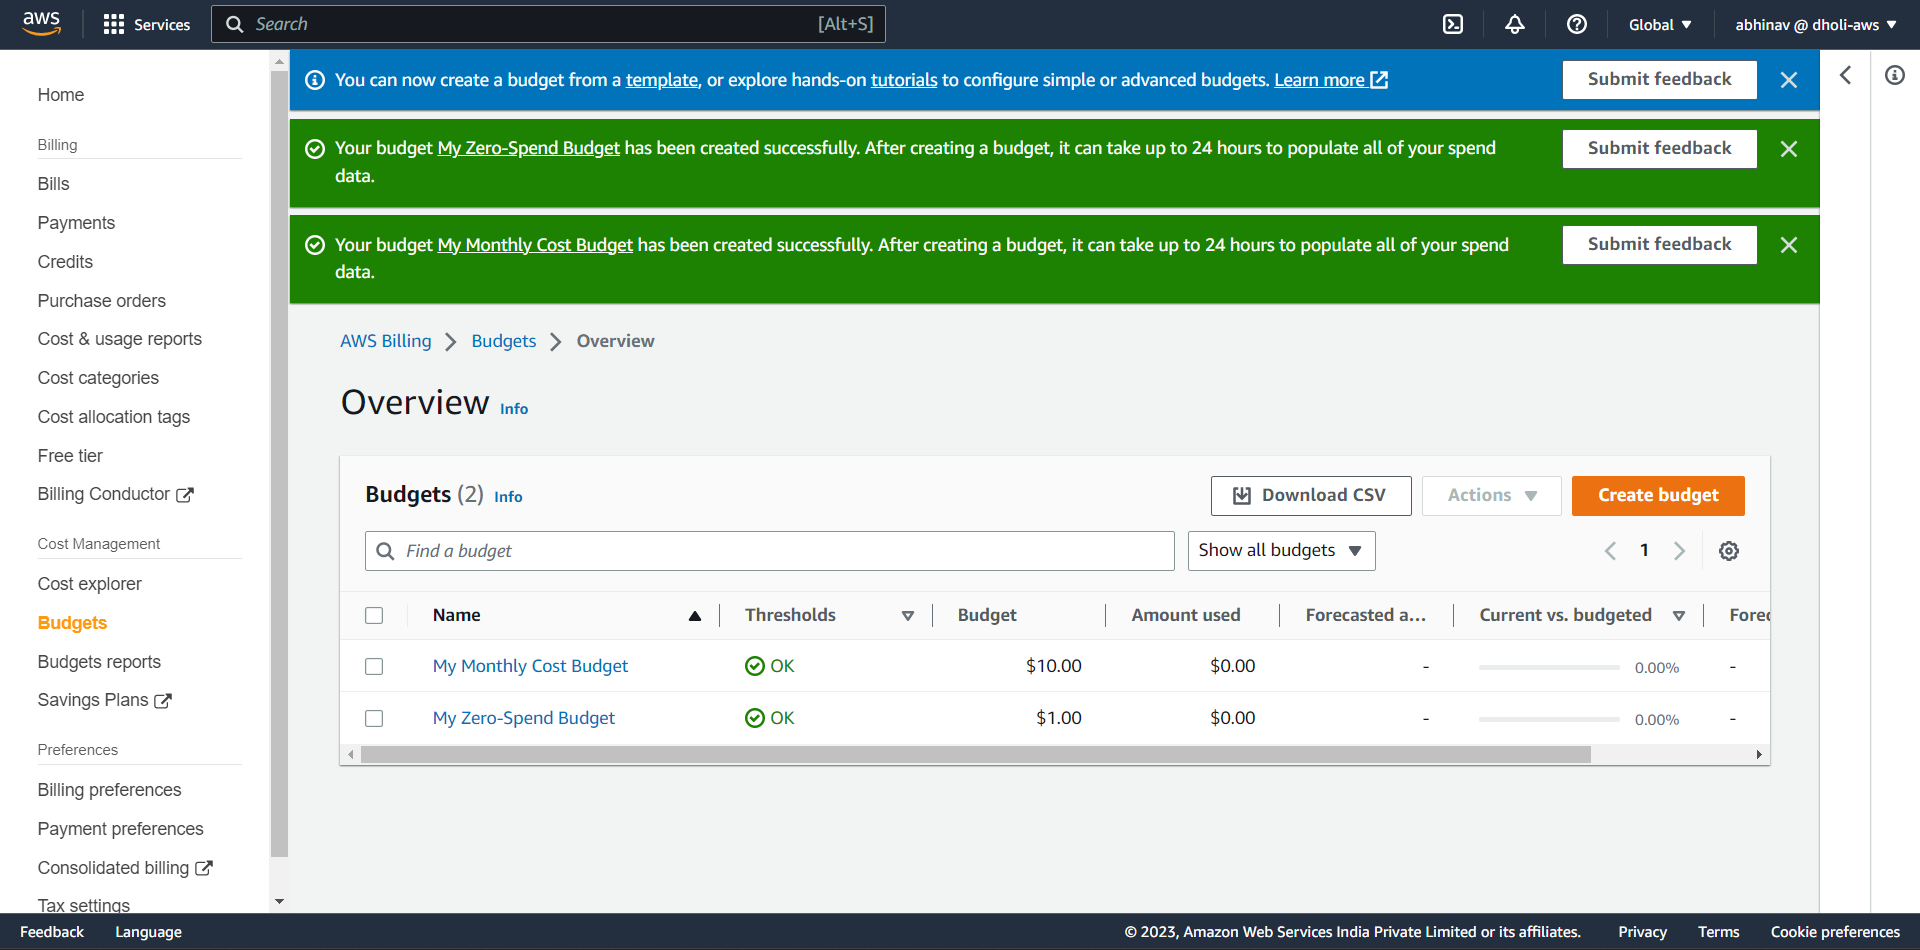 aws
Services
Search
[Alt+S]
Global
abhinav @ dholi-aws
Home
Billing
Bills
Payments
Credits
Purchase orders
Cost & usage reports
Cost categories
Cost allocation tags
Free tier
Billing Conductor
Cost Management
Cost explorer
Budgets
Budgets reports
Savings Plans
Preferences
Billing preferences
Payment preferences
Consolidated billing
Tax settings
You can now create a budget from a template, or explore hands-on tutorials to configure simple or advanced budgets. Learn more
Submit feedback
Your budget My Zero-Spend Budget has been created successfully. After creating a budget, it can take up to 24 hours to populate all of your spend
data.
Submit feedback
Your budget My Monthly Cost Budget has been created successfully. After creating a budget, it can take up to 24 hours to populate all of your spend
data.
Submit feedback
AWS Billing > Budgets > Overview
Overview Info
Budgets (2) Info
Download CSV
Actions
Create budget
Find a budget
Show all budgets
1
Name Thresholds Budget Amount used Forecasted a... Current vs. budgeted Forec
My Monthly Cost Budget OK $10.00 $0.00 - 0.00% -
My Zero-Spend Budget OK $1.00 $0.00 - 0.00% -
Feedback Language © 2023, Amazon Web Services India Private Limited or its affiliates. Privacy Terms Cookie preferences